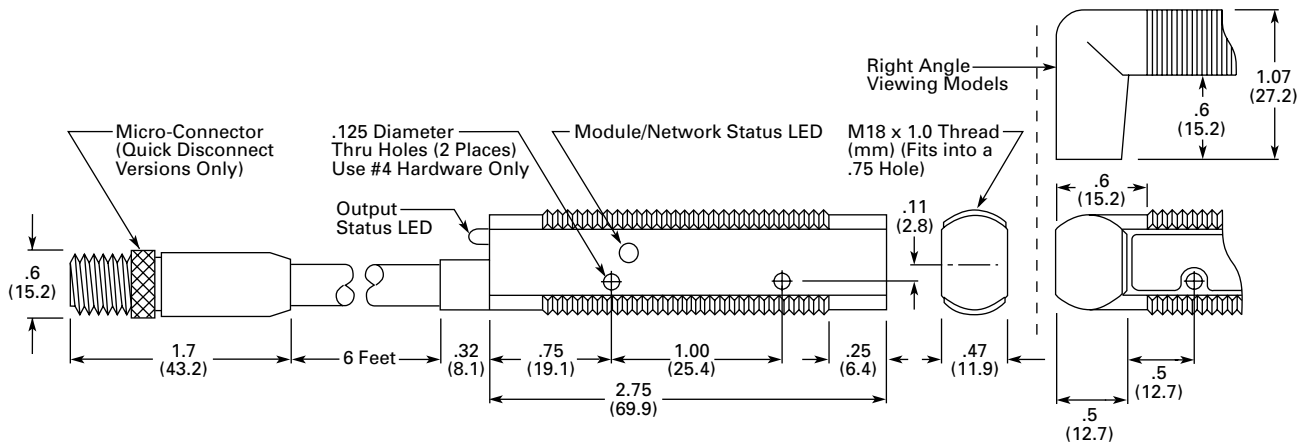 Micro-Connector
(Quick Disconnect
Versions Only)
.125 Diameter
Thru Holes (2 Places)
Use #4 Hardware Only
Output
Status LED
Module/Network Status LED
M18 x 1.0 Thread
(mm) (Fits into a
.75 Hole)
Right Angle
Viewing Models
1.07
(27.2)
.6
(15.2)
.6
(15.2)
.11
(2.8)
.6
(15.2)
1.7
(43.2)
6 Feet
.32
(8.1)
.75
(19.1)
1.00
(25.4)
.25
(6.4)
.47
(11.9)
.5
(12.7)
2.75
(69.9)
.5
(12.7)